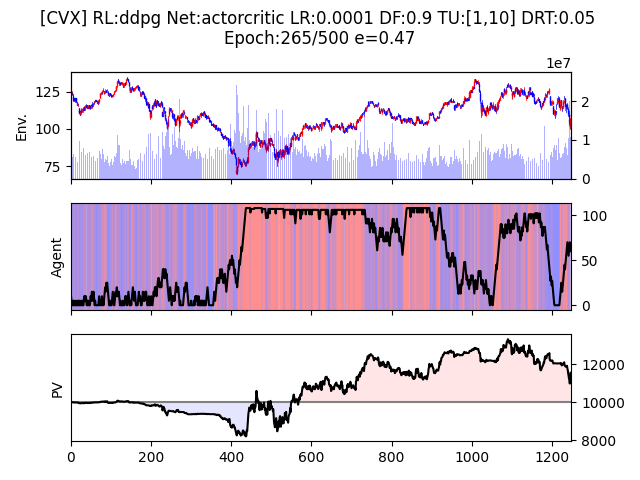 [CVX] RL:ddpg Net:actorcritic LR:0.0001 DF:0.9 TU:[1,10] DRT:0.05
Epoch:265/500 e=0.47
1e7
Env.
125
100
75
2
1
0
Agent
100
50
0
PV
12000
10000
8000
0 200 400 600 800 1000 1200